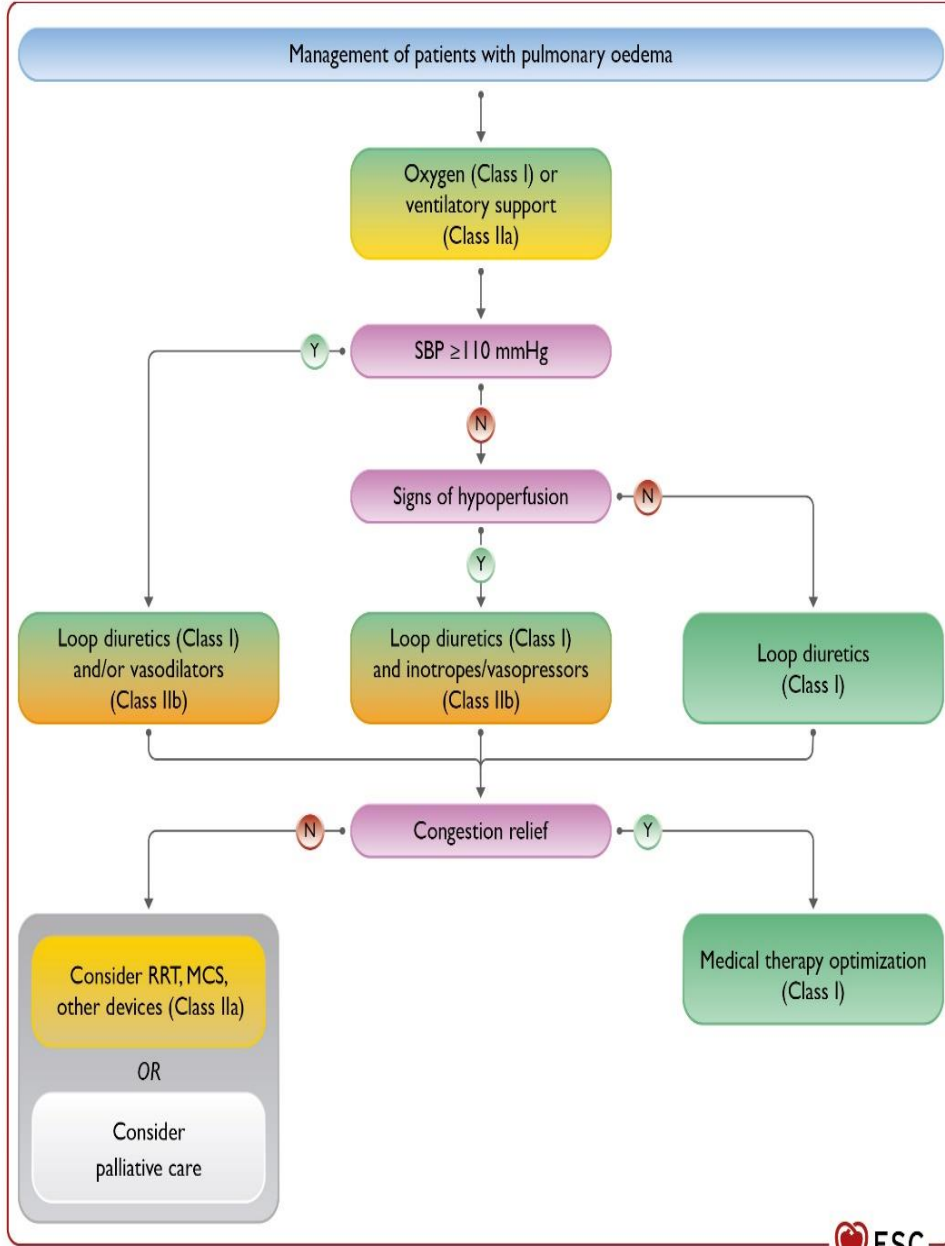 Management of patients with pulmonary oedema
Oxygen (Class I) or
ventilatory support
(Class IIa)
SBP ≥110 mmHg
Y
N
Signs of hypoperfusion
N
Y
Loop diuretics (Class I)
and/or vasodilators
(Class IIb)
Loop diuretics (Class I)
and inotropes/vasopressors
(Class IIb)
Loop diuretics
(Class I)
Congestion relief
N
Y
Consider RRT, MCS,
other devices (Class IIa)
OR
Consider
palliative care
Medical therapy optimization
(Class I)
ESC